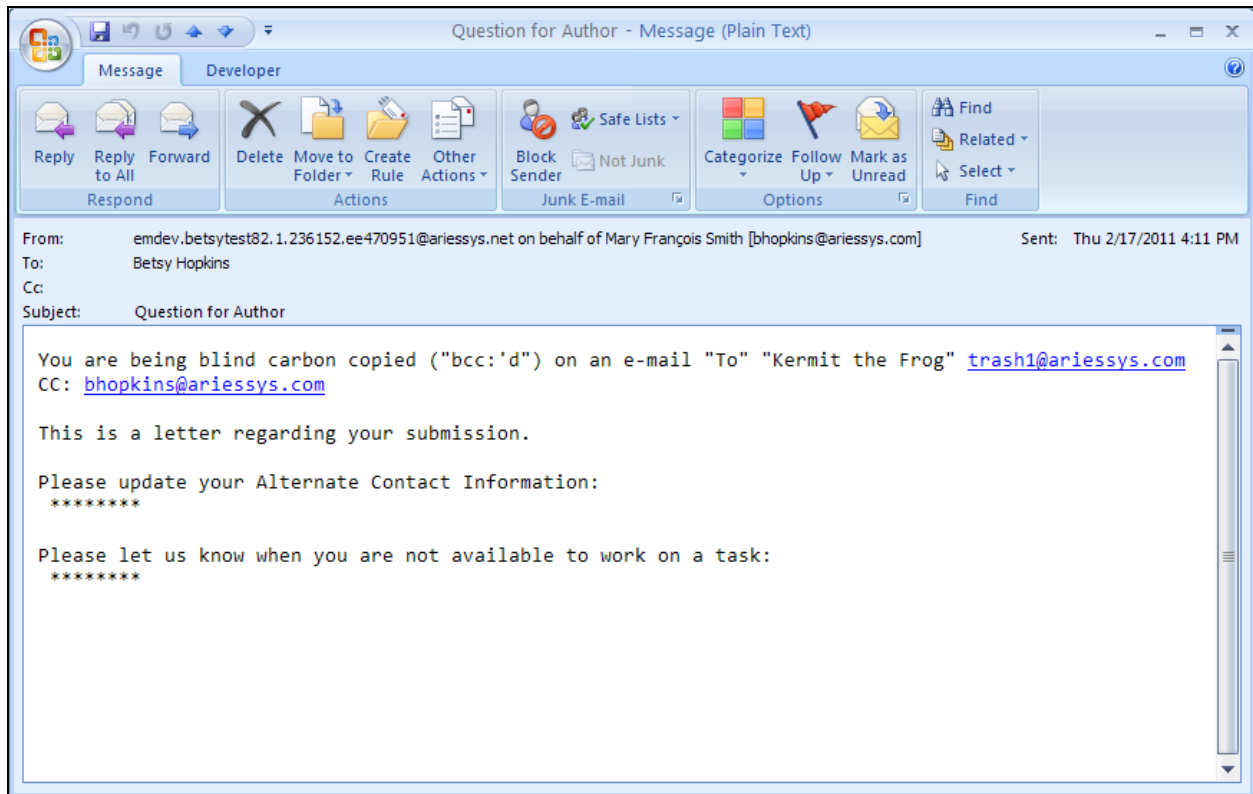 Question for Author - Message (Plain Text)
Message Developer
Reply Reply to All Forward
Respond
Delete Move to Folder Create Rule Other Actions
Actions
Block Sender Safe Lists Not Junk
Junk E-mail
Categorize Follow Up Mark as Unread
Options
Find
Related
Select
Find
From: emdev.betsytest82.1.236152.ee470951@ariessys.net on behalf of Mary François Smith [bhopkins@ariessys.com] Sent: Thu 2/17/2011 4:11 PM
To: Betsy Hopkins
Cc:
Subject: Question for Author
You are being blind carbon copied ("bcc:'d") on an e-mail "To" "Kermit the Frog" trash1@ariessys.com
CC: bhopkins@ariessys.com
This is a letter regarding your submission.
Please update your Alternate Contact Information:
********
Please let us know when you are not available to work on a task:
********